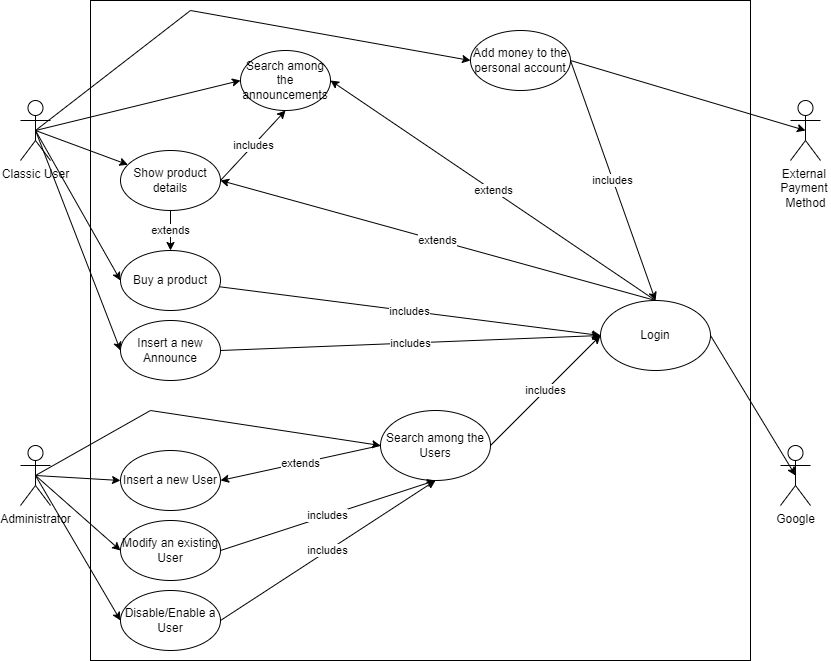 Add money to the
personal account
Search among
the
announcements
includes
Classic User
Show product
details
External
Payment
Method
includes
extends
extends
extends
Buy a product
includes
Insert a new
Announce
includes
Login
includes
Search among the
Users
extends
Insert a new User
Administrator
includes
Google
Modify an existing
User
includes
Disable/Enable a
User